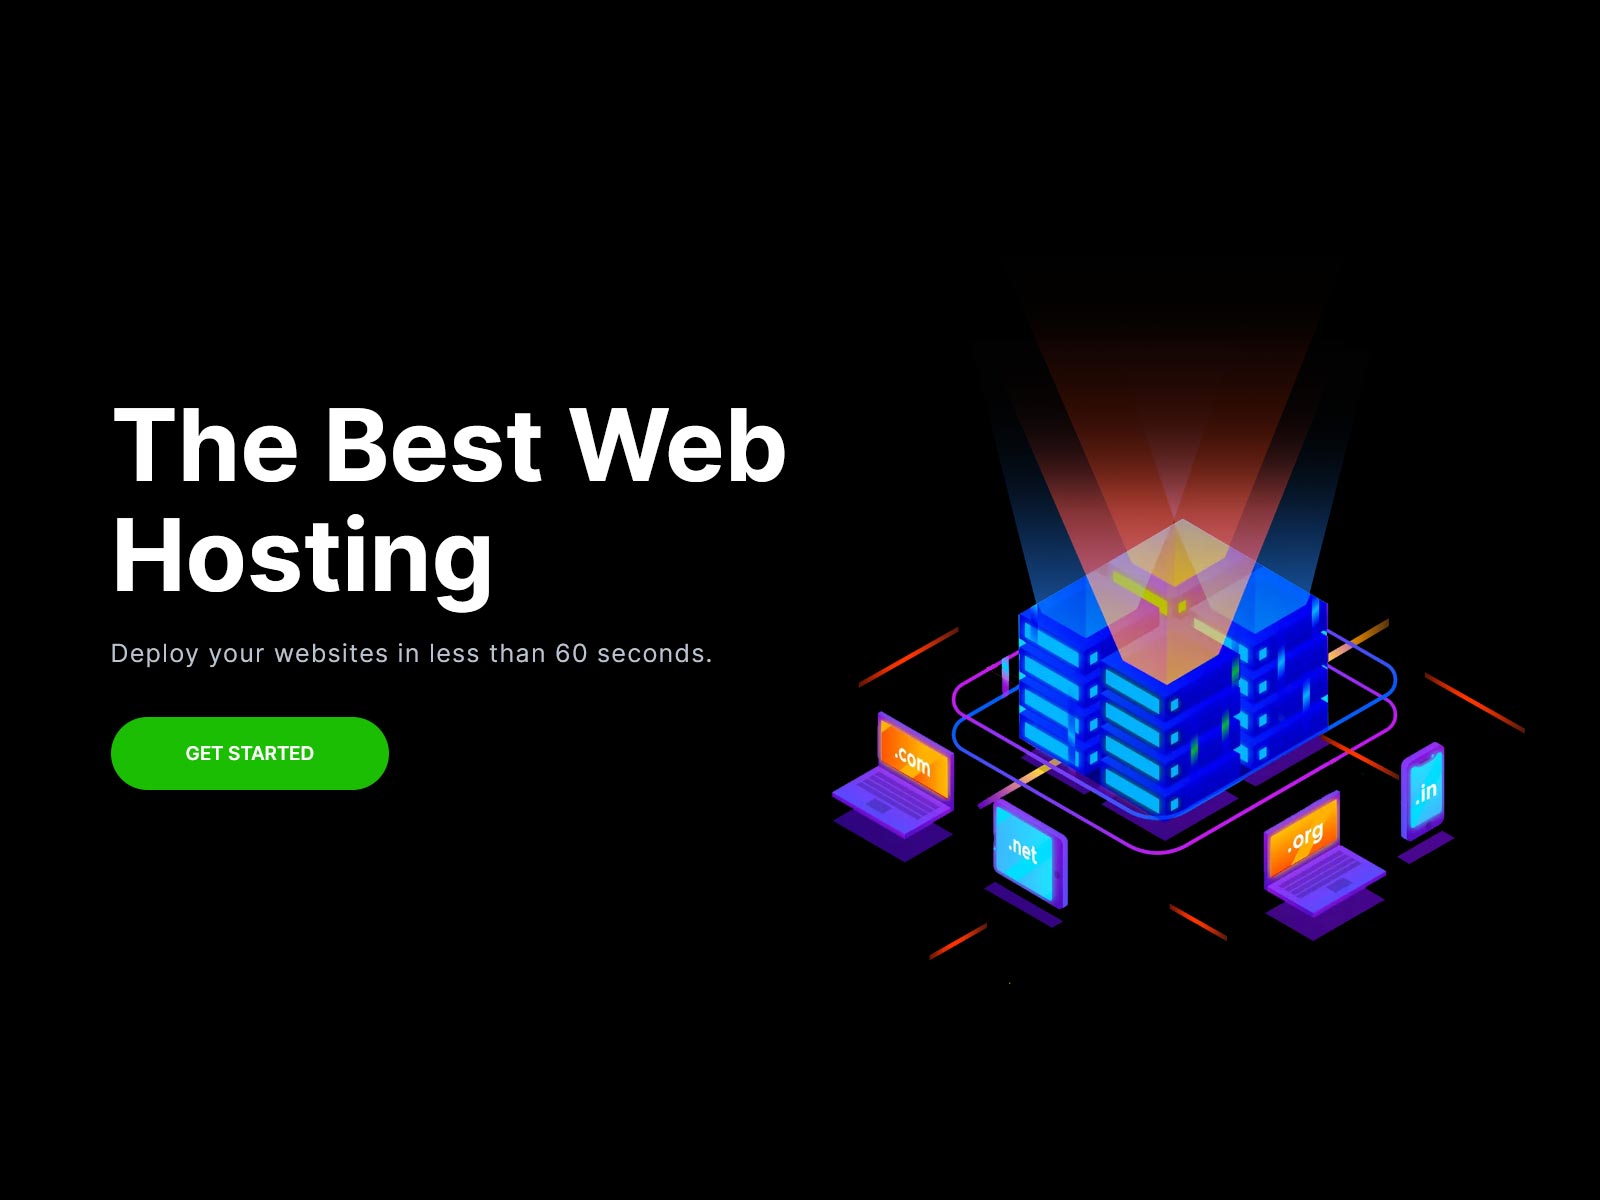 The Best Web
Hosting
Deploy your websites in less than 60 seconds.
GET STARTED
.com
.net
.org
.in